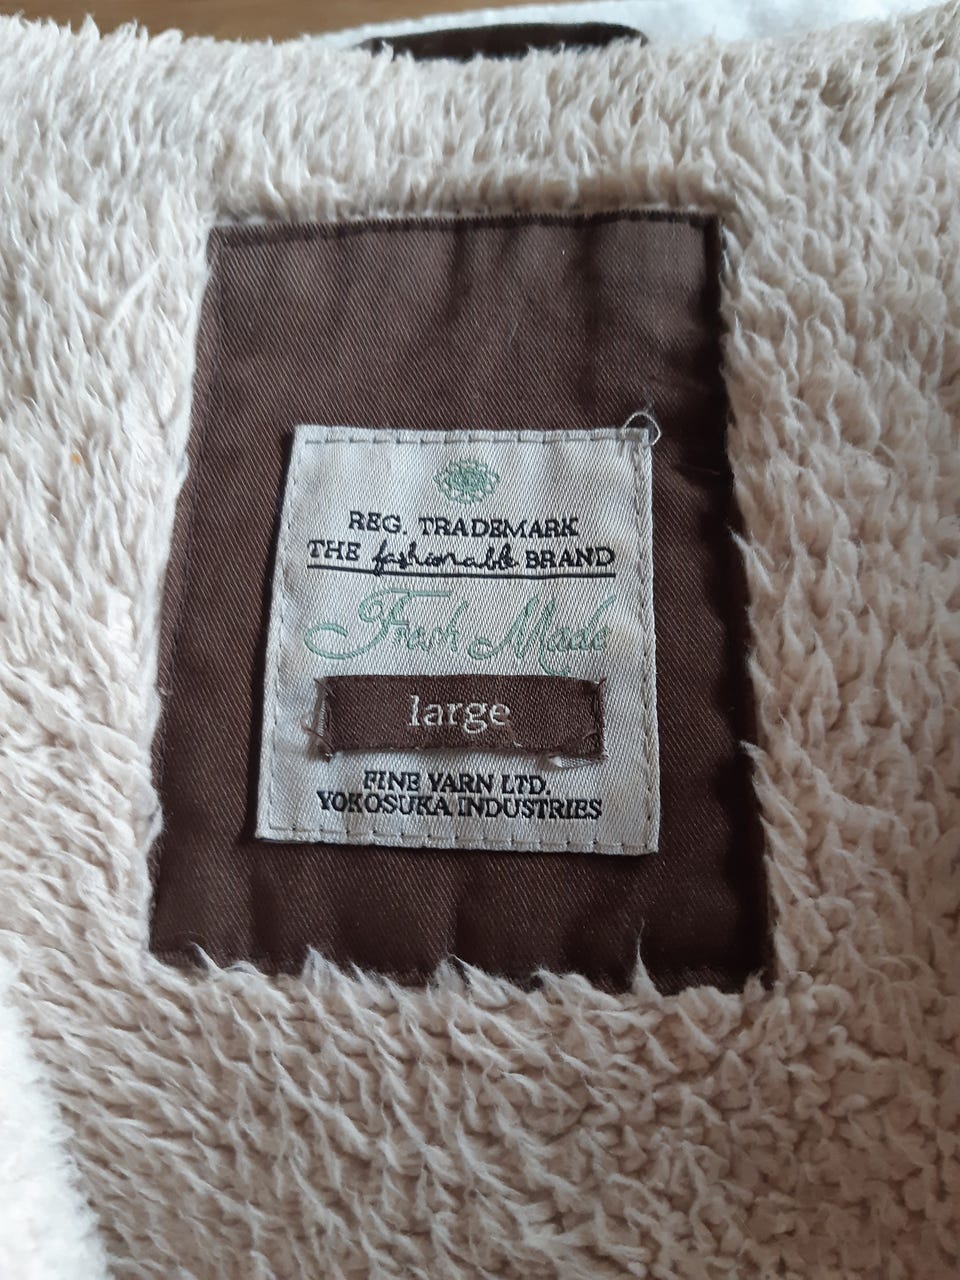 REG. TRADEMARK
THE fashionable BRAND
Fresh Made
large
FINE YARN LTD.
YOKOSUKA INDUSTRIES